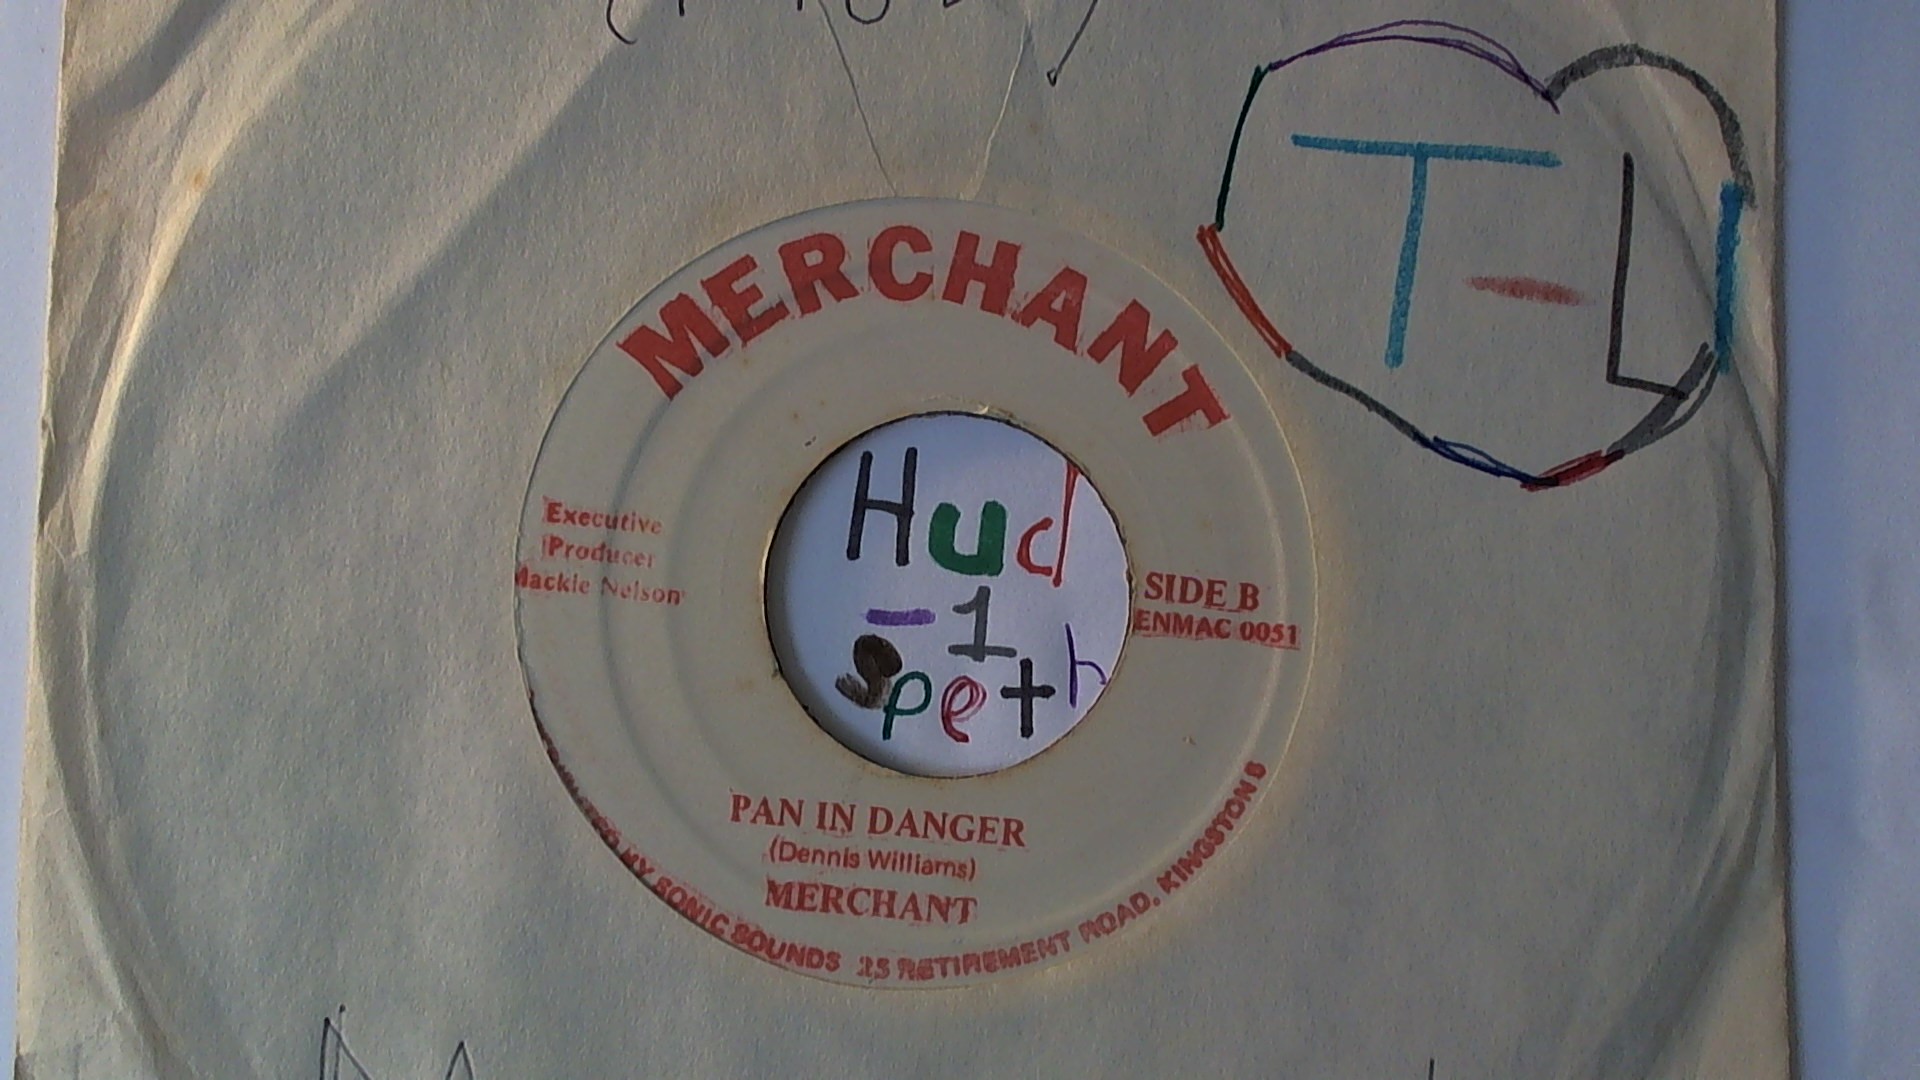 T-L
MERCHANT
Hud
-1
Speth
Executive
Producer
Mackie Nelson
SIDE B
ENMAC 0051
PAN IN DANGER
(Dennis Williams)
MERCHANT
BY SONIC SOUNDS 25 RETIREMENT ROAD, KINGSTON 5